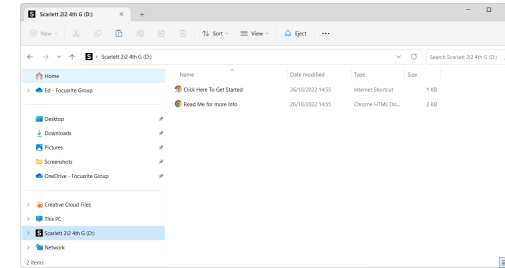 Scarlett 2i2 4th G (D:)
New
Sort
View
Eject
Scarlett 2i2 4th G (D:)
Search Scarlett 2i2 4th G (D:)
Home
Ed - Focusrite Group
Desktop
Downloads
Pictures
Screenshots
OneDrive - Focusrite Group
Creative Cloud Files
This PC
Scarlett 2i2 4th G (D:)
Network
Name Date modified Type Size
Click Here To Get Started 26/10/2022 14:55 Internet Shortcut 1 KB
Read Me for more Info 26/10/2022 14:55 Chrome HTML Do... 2 KB
2 items